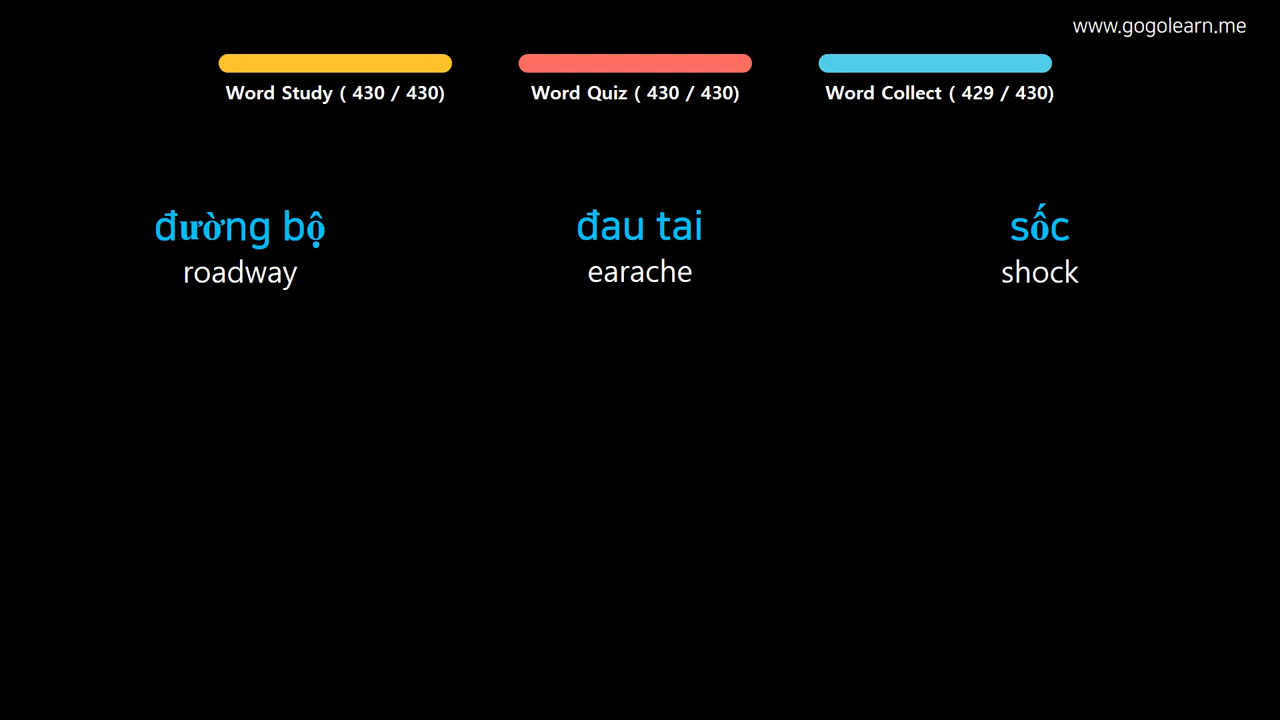 www.gogolearn.me
Word Study ( 430 / 430)
Word Quiz ( 430 / 430)
Word Collect ( 429 / 430)
đường bộ
roadway
đau tai
earache
sốc
shock